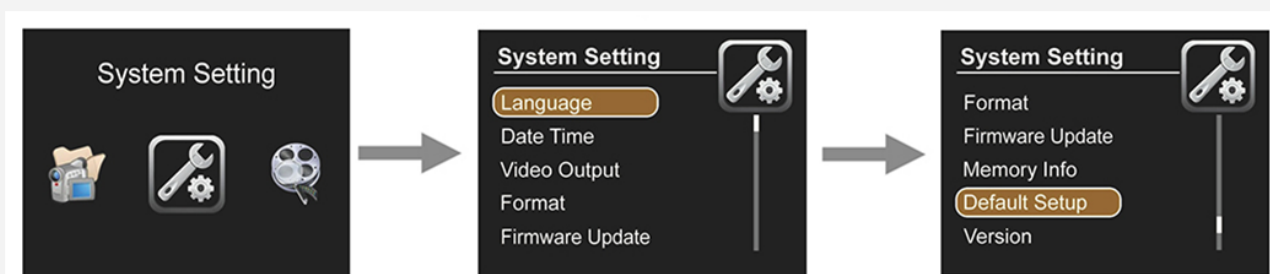 System Setting
System Setting
Language
Date Time
Video Output
Format
Firmware Update
System Setting
Format
Firmware Update
Memory Info
Default Setup
Version